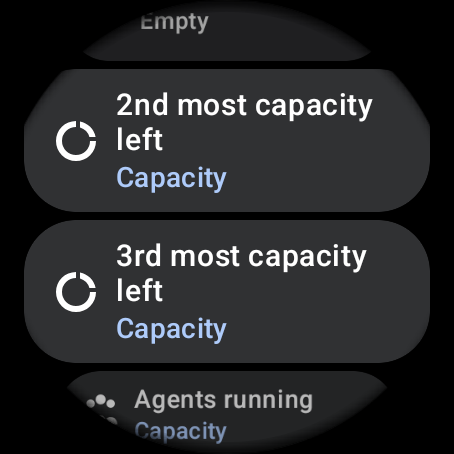 Empty
2nd most capacity
left
Capacity
3rd most capacity
left
Capacity
Agents running
Capacity